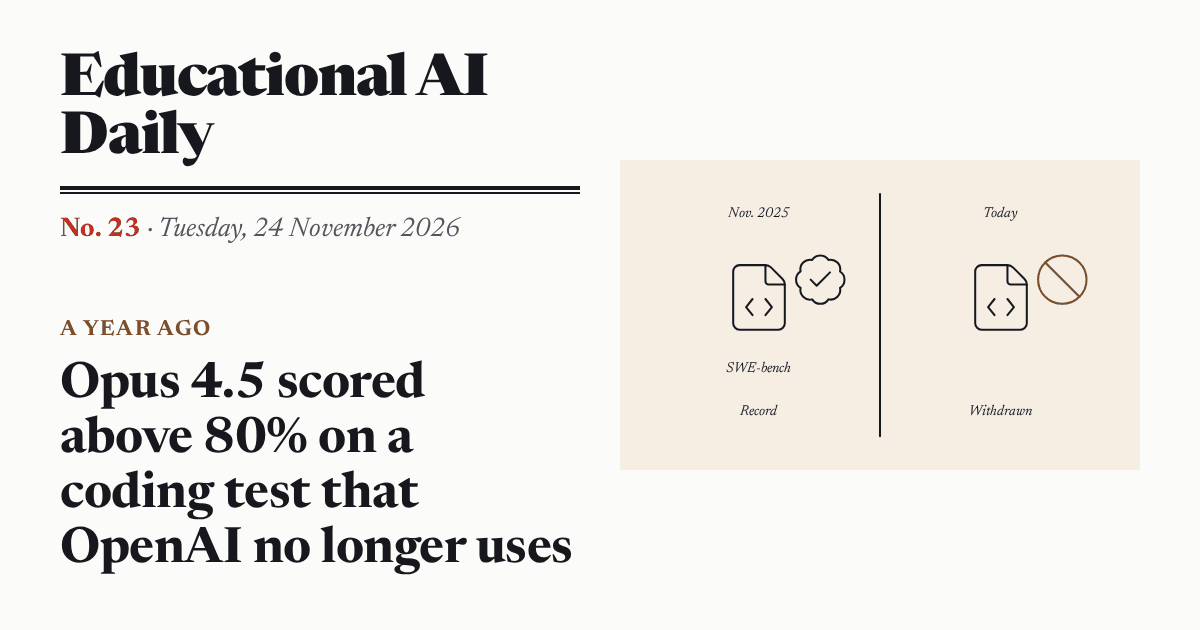 Educational AI
Daily
No. 23 · Tuesday, 24 November 2026
A YEAR AGO
Opus 4.5 scored
above 80% on a
coding test that
OpenAI no longer uses
Nov. 2025
SWE-bench
Record
Today
Withdrawn